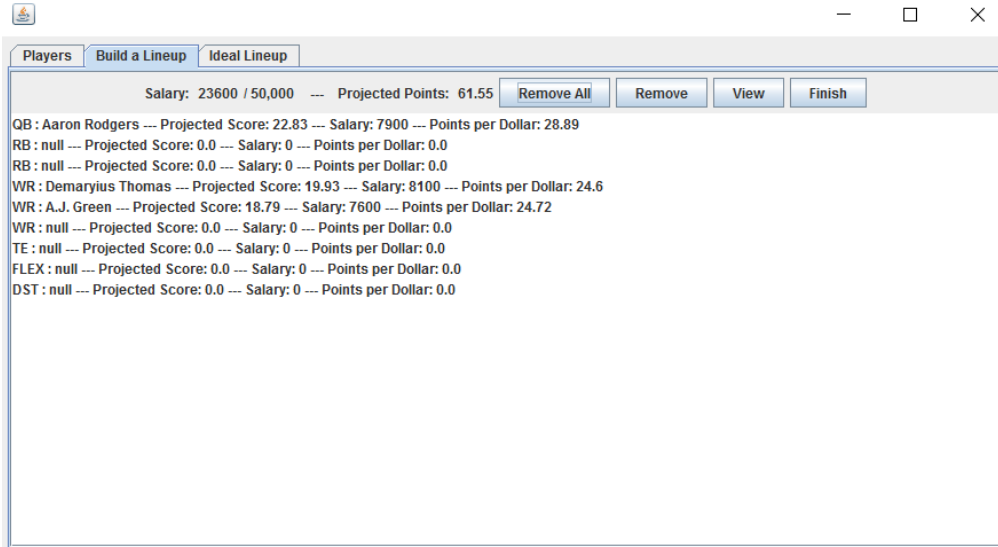 Players Build a Lineup Ideal Lineup
Salary: 23600 / 50,000 --- Projected Points: 61.55 Remove All Remove View Finish
QB : Aaron Rodgers --- Projected Score: 22.83 --- Salary: 7900 --- Points per Dollar: 28.89
RB : null --- Projected Score: 0.0 --- Salary: 0 --- Points per Dollar: 0.0
RB : null --- Projected Score: 0.0 --- Salary: 0 --- Points per Dollar: 0.0
WR : Demaryius Thomas --- Projected Score: 19.93 --- Salary: 8100 --- Points per Dollar: 24.6
WR : A.J. Green --- Projected Score: 18.79 --- Salary: 7600 --- Points per Dollar: 24.72
WR : null --- Projected Score: 0.0 --- Salary: 0 --- Points per Dollar: 0.0
TE : null --- Projected Score: 0.0 --- Salary: 0 --- Points per Dollar: 0.0
FLEX : null --- Projected Score: 0.0 --- Salary: 0 --- Points per Dollar: 0.0
DST : null --- Projected Score: 0.0 --- Salary: 0 --- Points per Dollar: 0.0